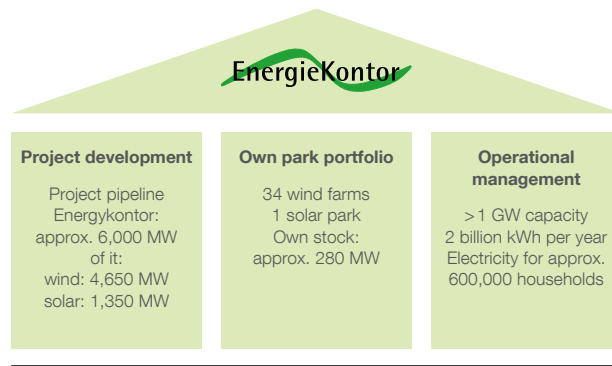 EnergieKontor
Project development
Project pipeline
Energykontor:
approx. 6,000 MW
of it:
wind: 4,650 MW
solar: 1,350 MW
Own park portfolio
34 wind farms
1 solar park
Own stock:
approx. 280 MW
Operational
management
>1 GW capacity
2 billion kWh per year
Electricity for approx.
600,000 households